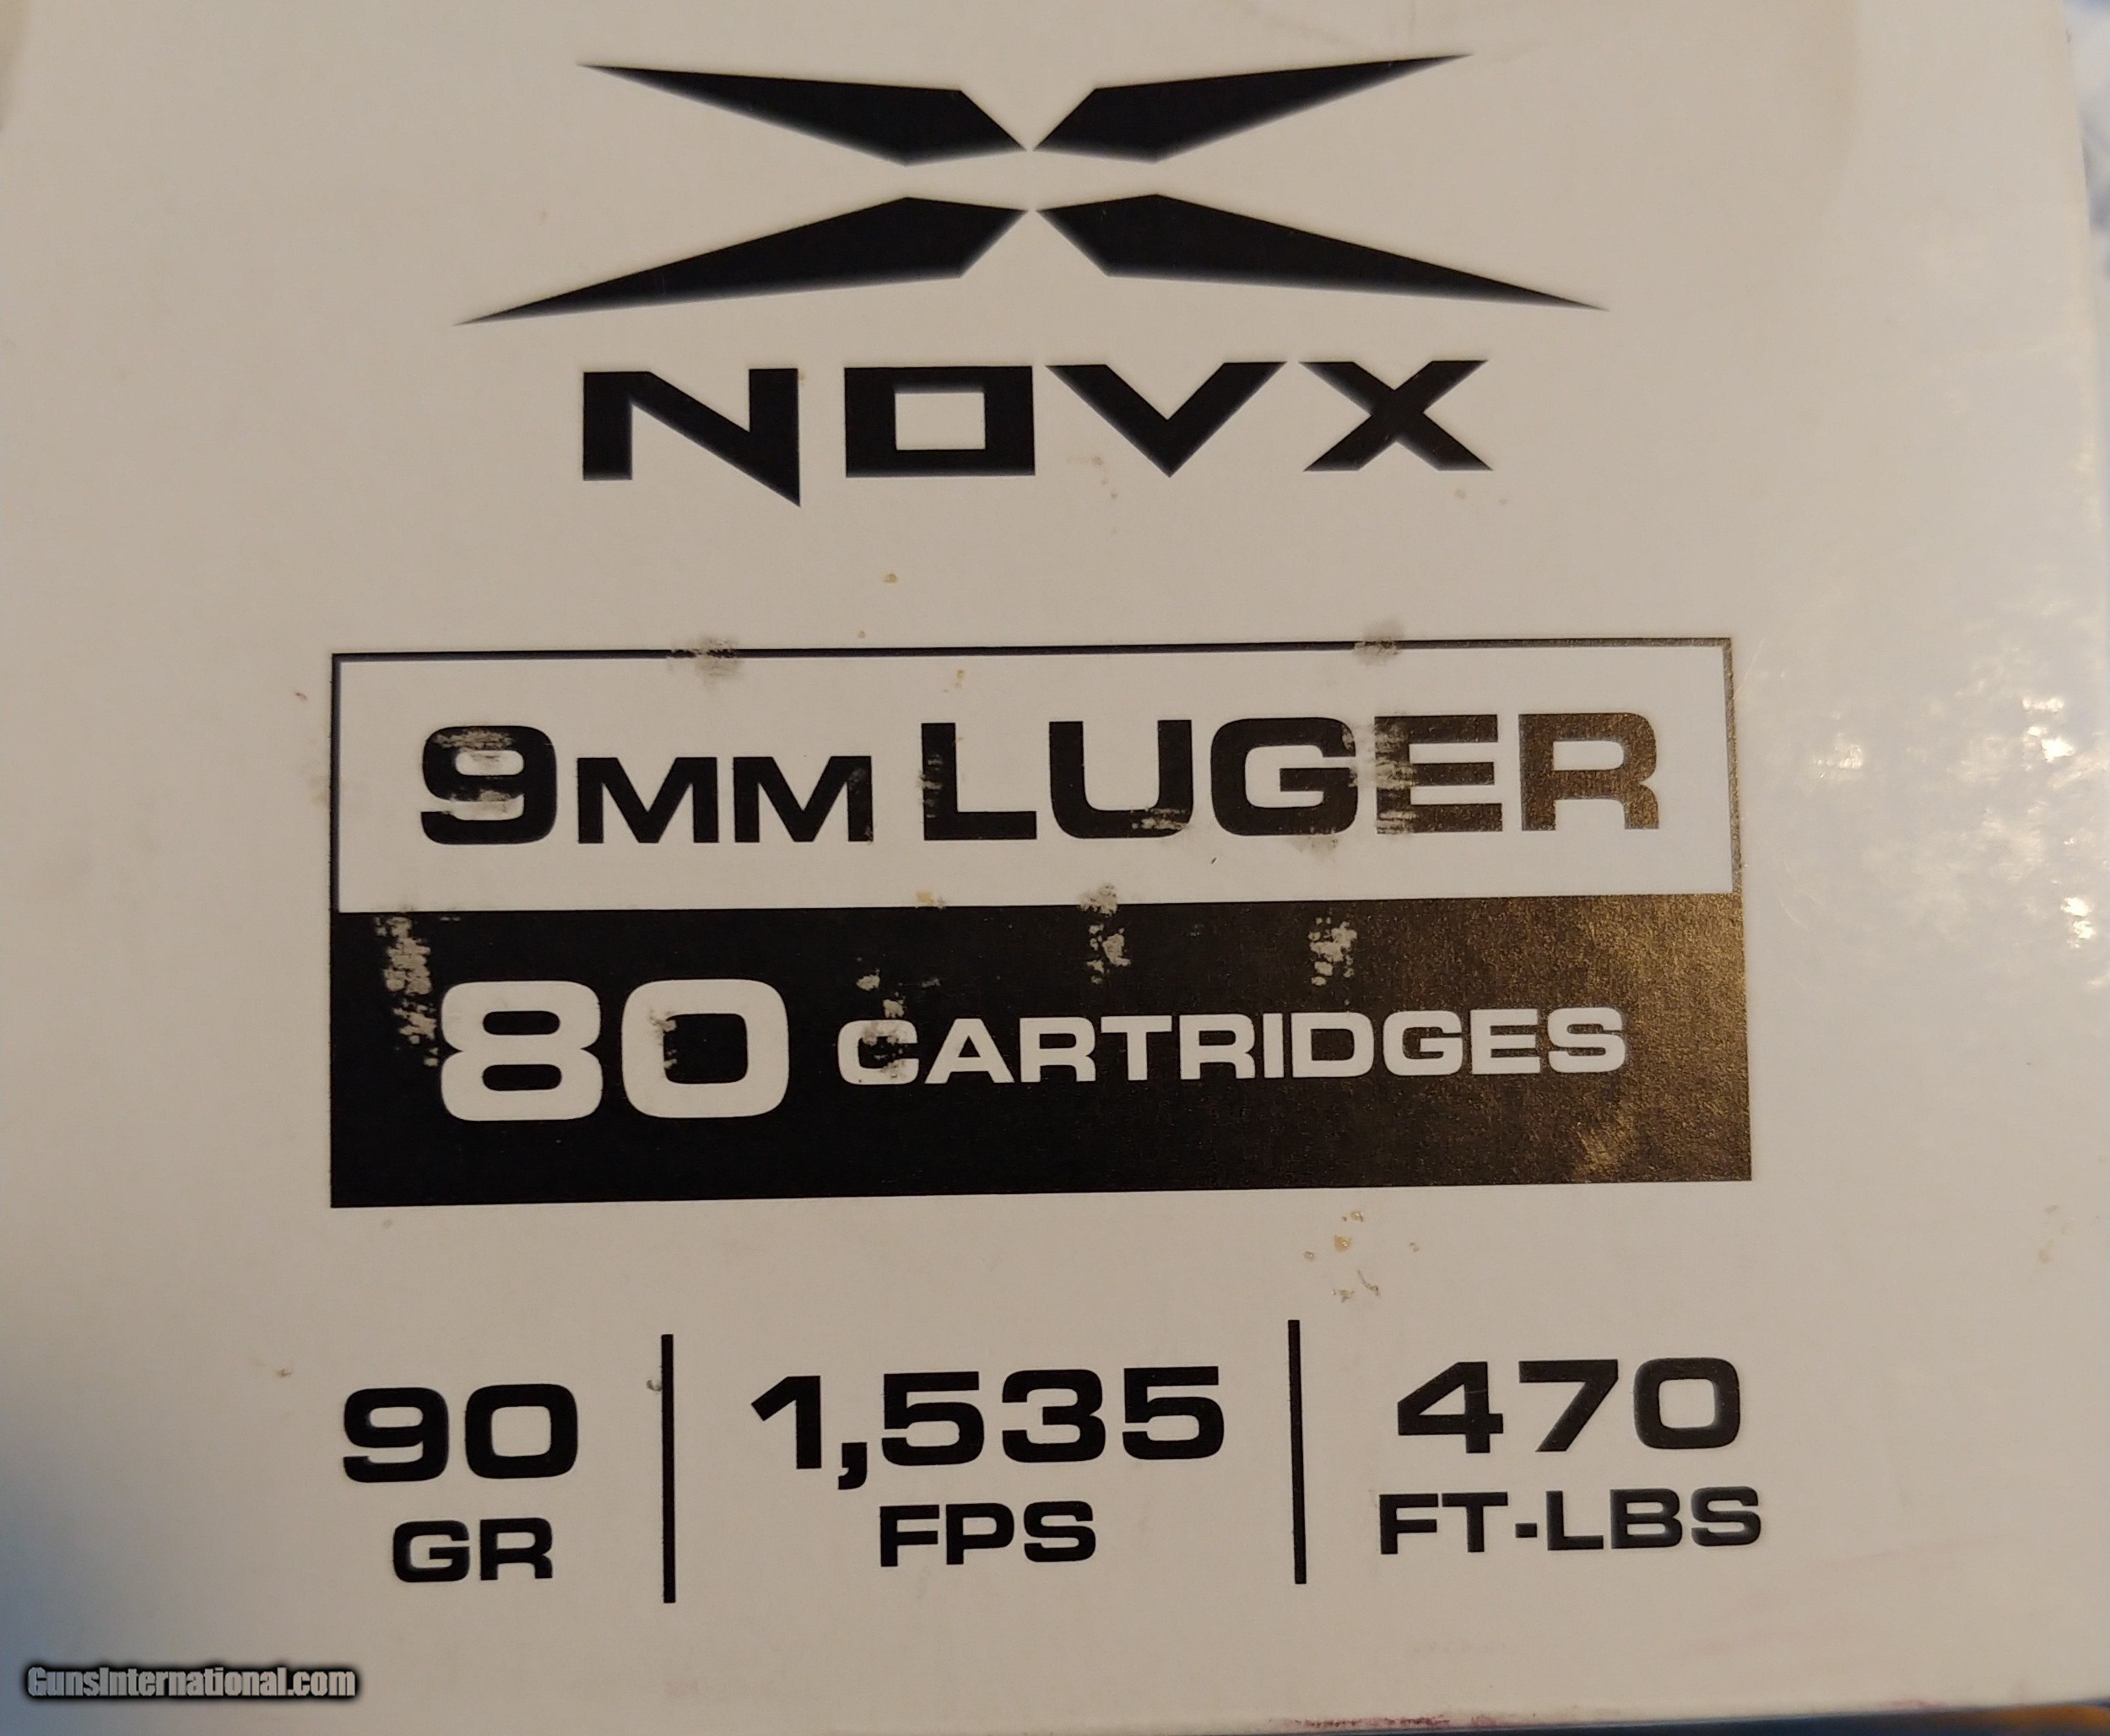 NOVX
9MM LUGER
80 CARTRIDGES
90 GR
1,535 FPS
470 FT-LBS
GunsInternational.com